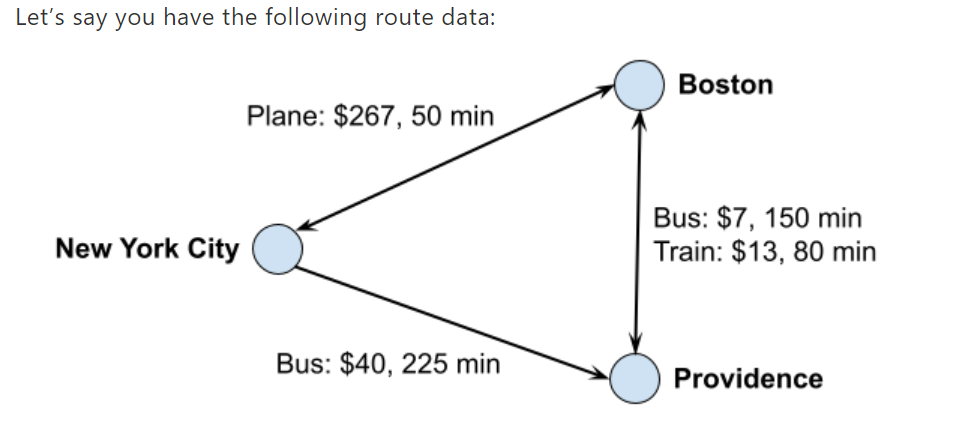 Let’s say you have the following route data:
Boston
Plane: $267, 50 min
Bus: $7, 150 min
Train: $13, 80 min
New York City
Bus: $40, 225 min
Providence